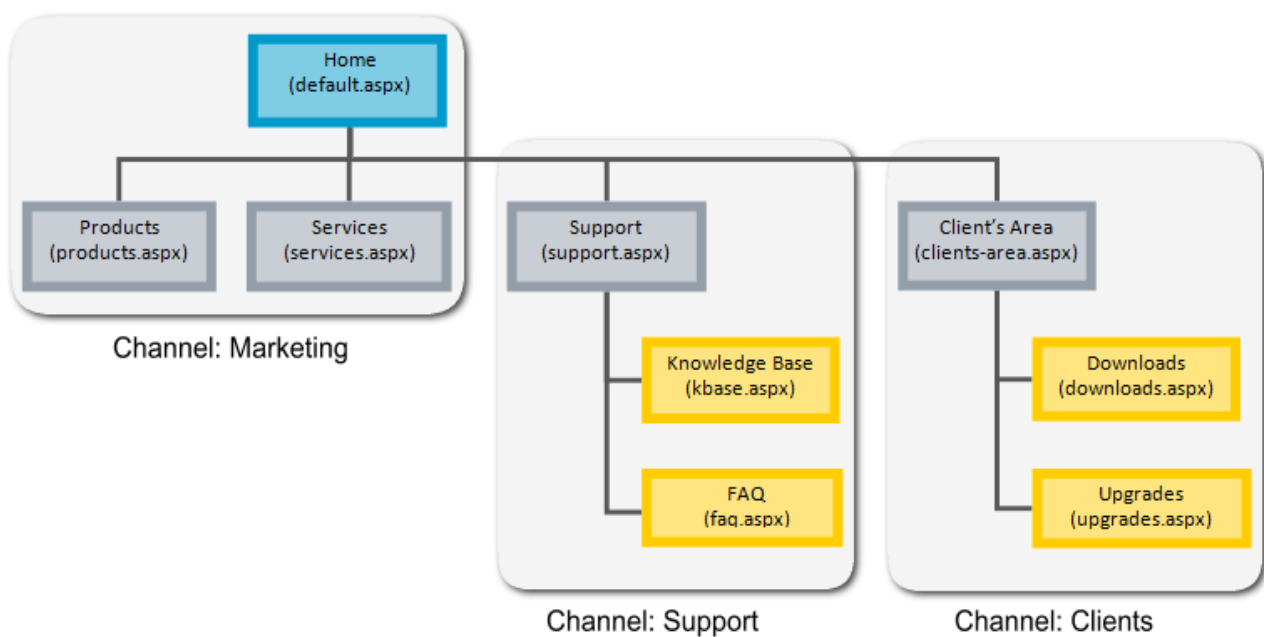 Home
(default.aspx)
Products
(products.aspx)
Services
(services.aspx)
Channel: Marketing
Support
(support.aspx)
Knowledge Base
(kbase.aspx)
FAQ
(faq.aspx)
Channel: Support
Client’s Area
(clients-area.aspx)
Downloads
(downloads.aspx)
Upgrades
(upgrades.aspx)
Channel: Clients